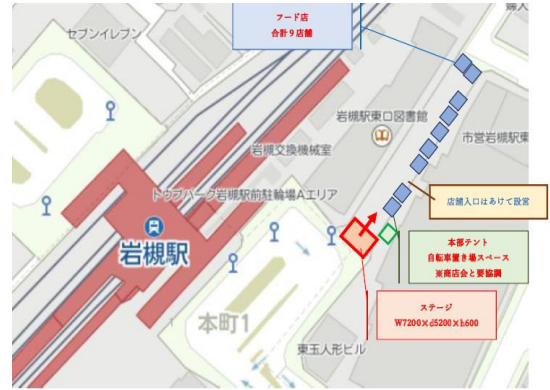 フード店
合計９店舗
セブンイレブン
婦人
岩槻駅東口図書館
市営岩槻駅東
岩槻交換機械室
トウブパーク岩槻駅前駐輪場Aエリア
店舗入口はあけて設営
岩槻駅
本部テント
自転車置き場スペース
※商店会と要協調
ステージ
W7200×d5200×h600
本町1
東玉人形ビル